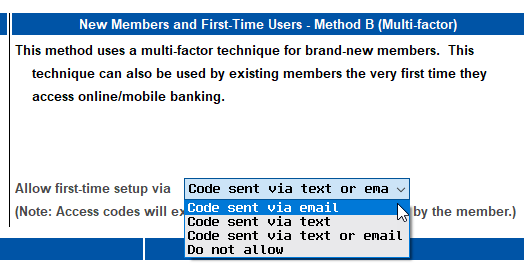 New Members and First-Time Users - Method B (Multi-factor)
This method uses a multi-factor technique for brand-new members. This
technique can also be used by existing members the very first time they
access online/mobile banking.
Allow first-time setup via Code sent via text or ema
(Note: Access codes will by the member.)
Code sent via email
Code sent via text
Code sent via text or email
Do not allow